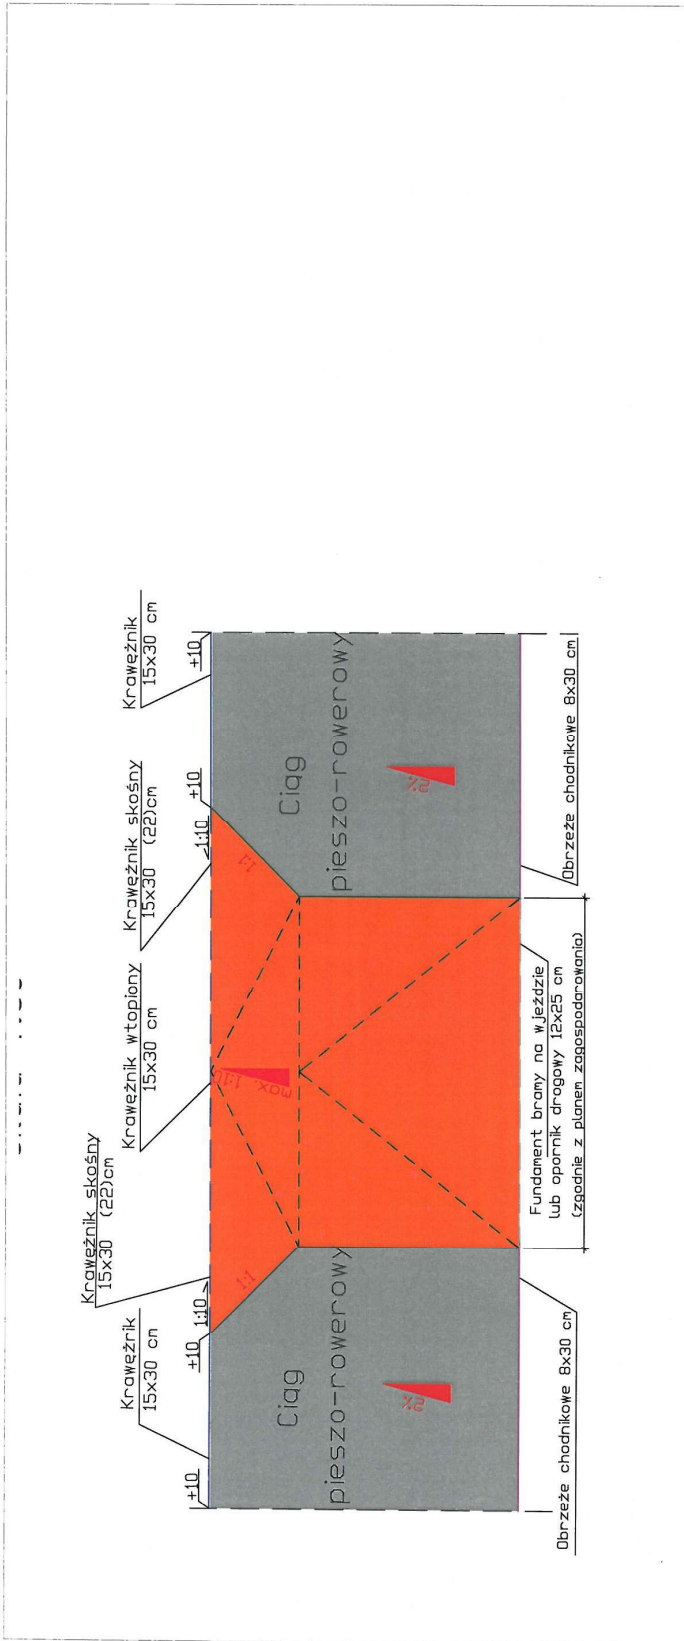 Krawężnik
15x30 cm
Krawężnik skośny
15x30 (22)cm
Krawężnik wtopiony
15x30 cm
Krawężnik skośny
15x30 (22)cm
Krawężnik
15x30 cm
+10
+10
1:10
1:10
+10
+10
1:1
max. 1:10
1:1
Ciąg
pieszo-rowerowy
Ciąg
pieszo-rowerowy
2%
2%
Obrzeże chodnikowe 8x30 cm
Fundament bramy na wjeździe
lub opornik drogowy 12x25 cm
(zgodnie z planem zagospodarowania)
Obrzeże chodnikowe 8x30 cm